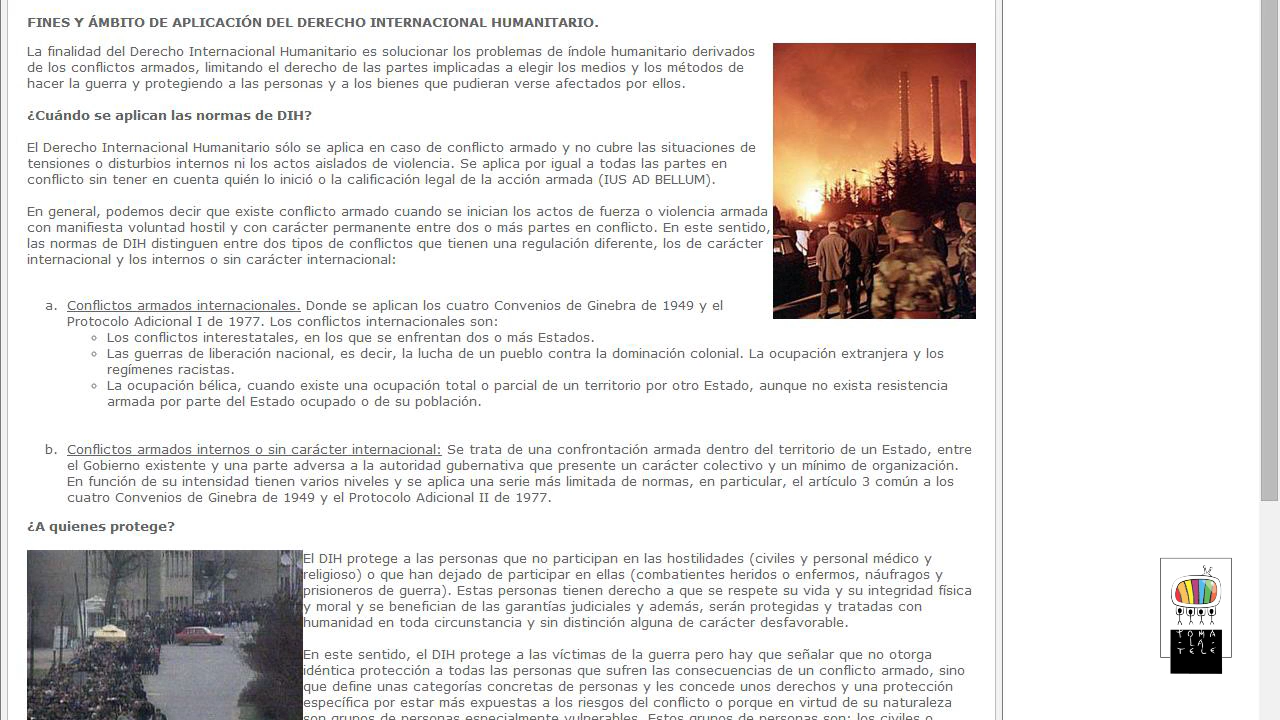 FINES Y ÁMBITO DE APLICACIÓN DEL DERECHO INTERNACIONAL HUMANITARIO.
La finalidad del Derecho Internacional Humanitario es solucionar los problemas de índole humanitario derivados
de los conflictos armados, limitando el derecho de las partes implicadas a elegir los medios y los métodos de
hacer la guerra y protegiendo a las personas y a los bienes que pudieran verse afectados por ellos.
¿Cuándo se aplican las normas de DIH?
El Derecho Internacional Humanitario sólo se aplica en caso de conflicto armado y no cubre las situaciones de
tensiones o disturbios internos ni los actos aislados de violencia. Se aplica por igual a todas las partes en
conflicto sin tener en cuenta quién lo inició o la calificación legal de la acción armada (IUS AD BELLUM).
En general, podemos decir que existe conflicto armado cuando se inician los actos de fuerza o violencia armada
con manifiesta voluntad hostil y con carácter permanente entre dos o más partes en conflicto. En este sentido,
las normas de DIH distinguen entre dos tipos de conflictos que tienen una regulación diferente, los de carácter
internacional y los internos o sin carácter internacional:
a. Conflictos armados internacionales. Donde se aplican los cuatro Convenios de Ginebra de 1949 y el
Protocolo Adicional I de 1977. Los conflictos internacionales son:
Los conflictos interestatales, en los que se enfrentan dos o más Estados.
Las guerras de liberación nacional, es decir, la lucha de un pueblo contra la dominación colonial. La ocupación extranjera y los
regímenes racistas.
La ocupación bélica, cuando existe una ocupación total o parcial de un territorio por otro Estado, aunque no exista resistencia
armada por parte del Estado ocupado o de su población.
b. Conflictos armados internos o sin carácter internacional: Se trata de una confrontación armada dentro del territorio de un Estado, entre
el Gobierno existente y una parte adversa a la autoridad gubernativa que presente un carácter colectivo y un mínimo de organización.
En función de su intensidad tienen varios niveles y se aplica una serie más limitada de normas, en particular, el artículo 3 común a los
cuatro Convenios de Ginebra de 1949 y el Protocolo Adicional II de 1977.
¿A quienes protege?
El DIH protege a las personas que no participan en las hostilidades (civiles y personal médico y
religioso) o que han dejado de participar en ellas (combatientes heridos o enfermos, náufragos y
prisioneros de guerra). Estas personas tienen derecho a que se respete su vida y su integridad física
y moral y se benefician de las garantías judiciales y además, serán protegidas y tratadas con
humanidad en toda circunstancia y sin distinción alguna de carácter desfavorable.
En este sentido, el DIH protege a las víctimas de la guerra pero hay que señalar que no otorga
idéntica protección a todas las personas que sufren las consecuencias de un conflicto armado, sino
que define unas categorías concretas de personas y les concede unos derechos y una protección
específica por estar más expuestas a los riesgos del conflicto o porque en virtud de su naturaleza
son grupos de personas especialmente vulnerables. Estos grupos de personas son: los civiles o
TOMA
-LA-
TELE